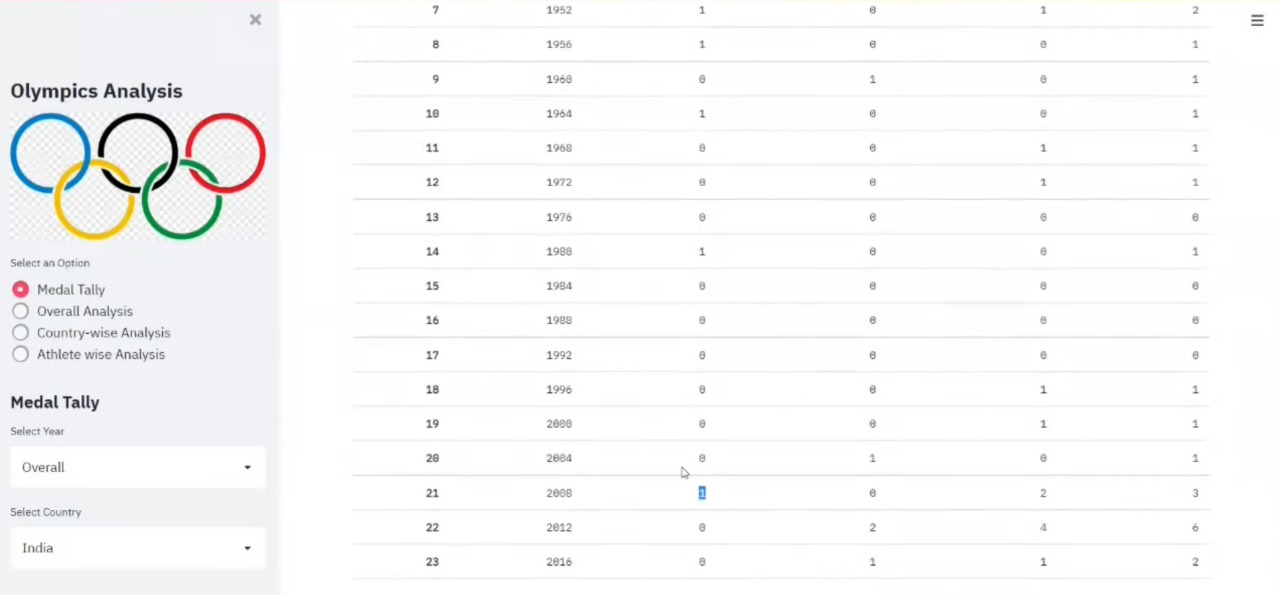 ×
Olympics Analysis
Select an Option
Medal Tally
Overall Analysis
Country-wise Analysis
Athlete wise Analysis
Medal Tally
Select Year
Overall
Select Country
India
7 1952 1 0 1 2
8 1956 1 0 0 1
9 1960 0 1 0 1
10 1964 1 0 0 1
11 1968 0 0 1 1
12 1972 0 0 1 1
13 1976 0 0 0 0
14 1980 1 0 0 1
15 1984 0 0 0 0
16 1988 0 0 0 0
17 1992 0 0 0 0
18 1996 0 0 1 1
19 2000 0 0 1 1
20 2004 0 1 0 1
21 2008 1 0 2 3
22 2012 0 2 4 6
23 2016 0 1 1 2